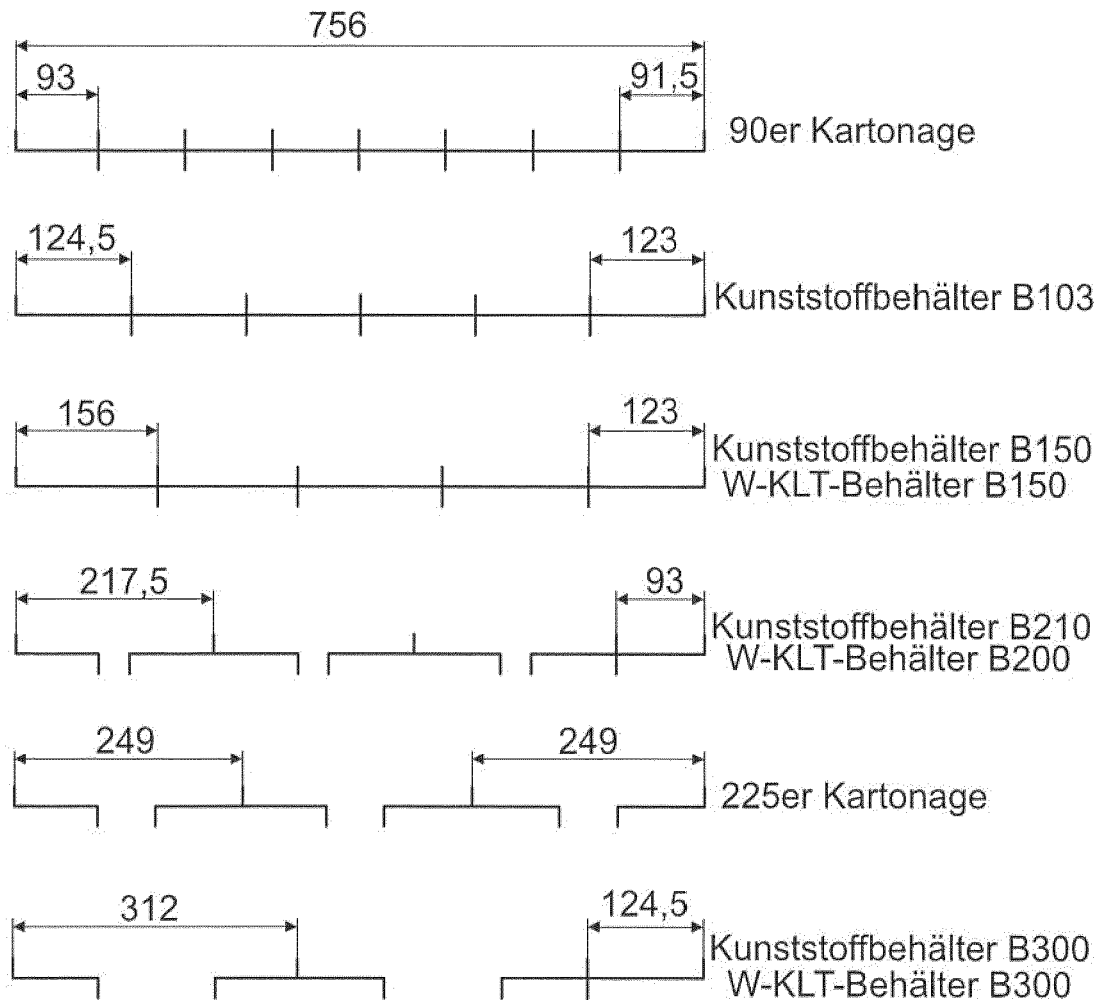 756
93
91,5
90er Kartonage
124,5
123
Kunststoffbehälter B103
156
123
Kunststoffbehälter B150
W-KLT-Behälter B150
217,5
93
Kunststoffbehälter B210
W-KLT-Behälter B200
249
249
225er Kartonage
312
124,5
Kunststoffbehälter B300
W-KLT-Behälter B300